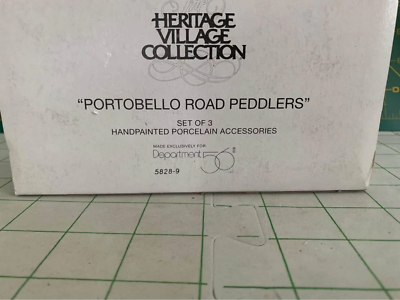 HERITAGE
VILLAGE
COLLECTION
"PORTOBELLO ROAD PEDDLERS"
SET OF 3
HANDPAINTED PORCELAIN ACCESSORIES
MADE EXCLUSIVELY FOR
Department 56
5828-9